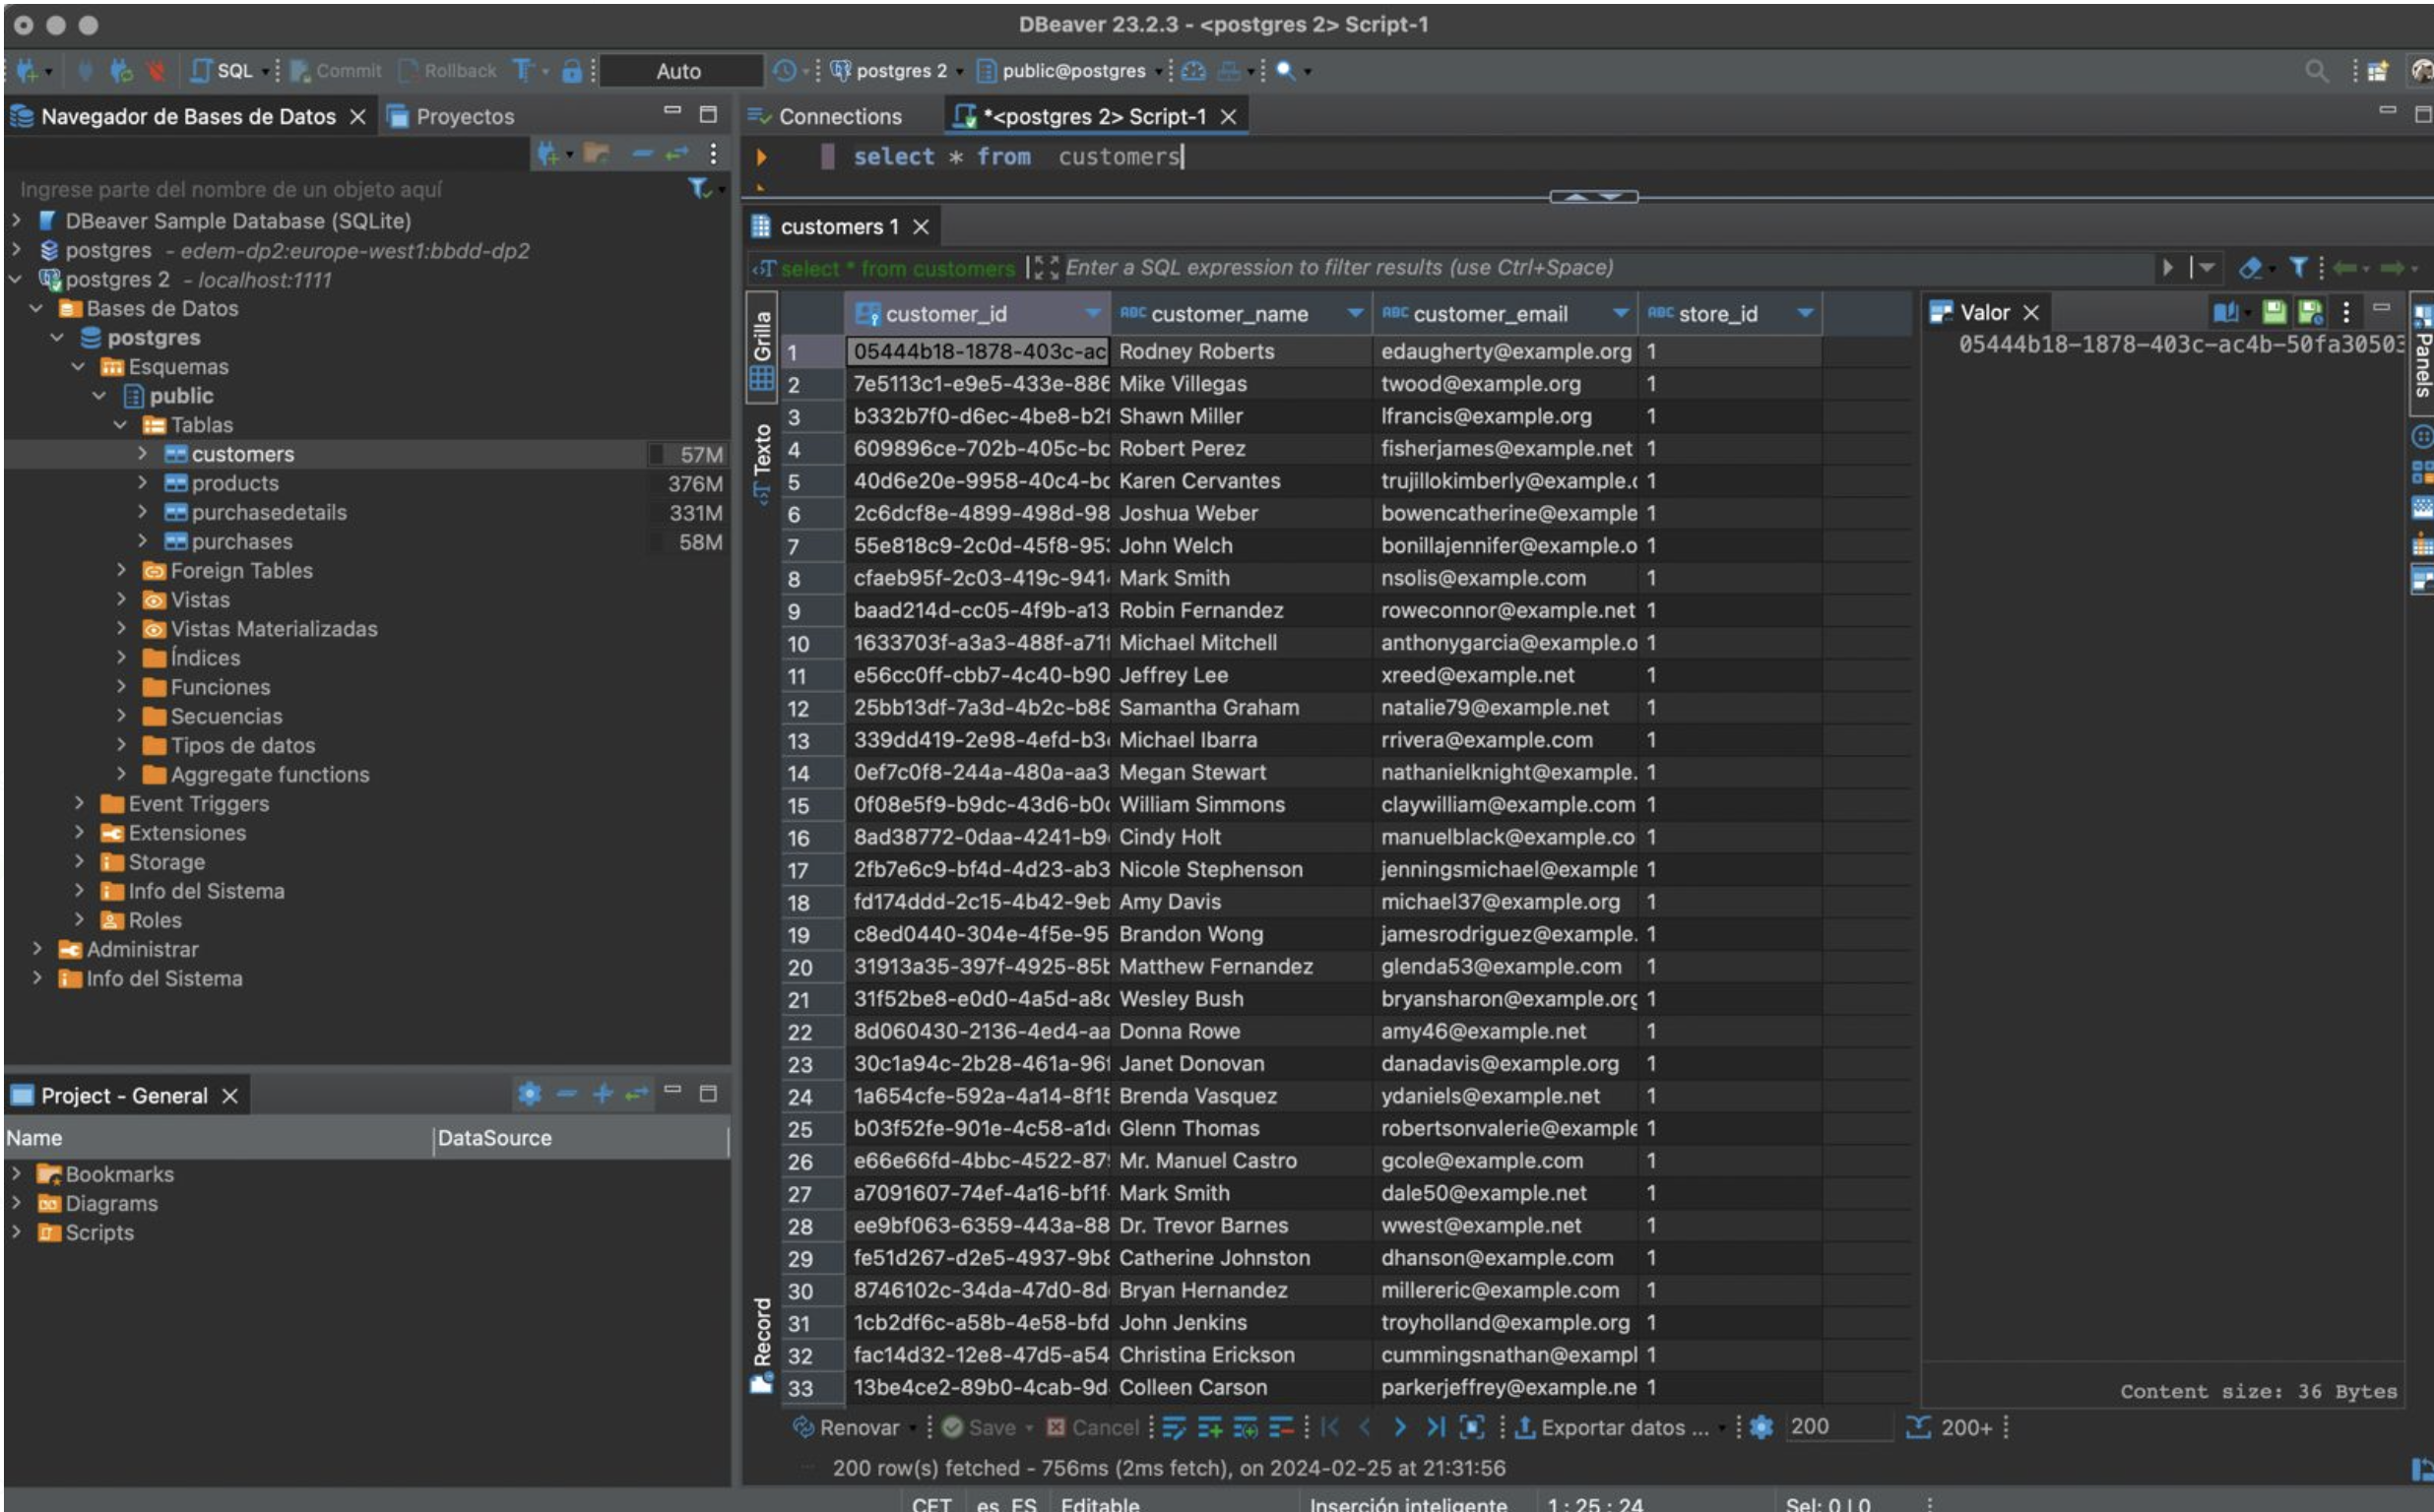 DBeaver 23.2.3 - <postgres 2> Script-1
SQL Commit Rollback Auto postgres 2 public@postgres
Navegador de Bases de Datos Proyectos
Ingrese parte del nombre de un objeto aquí
DBeaver Sample Database (SQLite)
postgres - edem-dp2:europe-west1:bbdd-dp2
postgres 2 - localhost:1111
Bases de Datos
postgres
Esquemas
public
Tablas
customers 57M
products 376M
purchasedetails 331M
purchases 58M
Foreign Tables
Vistas
Vistas Materializadas
Índices
Funciones
Secuencias
Tipos de datos
Aggregate functions
Event Triggers
Extensiones
Storage
Info del Sistema
Roles
Administrar
Info del Sistema
Project - General
Name DataSource
Bookmarks
Diagrams
Scripts
Connections *<postgres 2> Script-1
select * from customers
customers 1
select * from customers Enter a SQL expression to filter results (use Ctrl+Space)
Grilla
Texto
Record
customer_id ABC customer_name ABC customer_email ABC store_id
1 05444b18-1878-403c-ac Rodney Roberts edaugherty@example.org 1
2 7e5113c1-e9e5-433e-886 Mike Villegas twood@example.org 1
3 b332b7f0-d6ec-4be8-b2f Shawn Miller lfrancis@example.org 1
4 609896ce-702b-405c-bc Robert Perez fisherjames@example.net 1
5 40d6e20e-9958-40c4-bc Karen Cervantes trujillokimberly@example.c 1
6 2c6dcf8e-4899-498d-98 Joshua Weber bowencatherine@example 1
7 55e818c9-2c0d-45f8-95 John Welch bonillajennifer@example.o 1
8 cfaeb95f-2c03-419c-941 Mark Smith nsolis@example.com 1
9 baad214d-cc05-4f9b-a13 Robin Fernandez roweconnor@example.net 1
10 1633703f-a3a3-488f-a71f Michael Mitchell anthonygarcia@example.o 1
11 e56cc0ff-cbb7-4c40-b90 Jeffrey Lee xreed@example.net 1
12 25bb13df-7a3d-4b2c-b88 Samantha Graham natalie79@example.net 1
13 339dd419-2e98-4efd-b3 Michael Ibarra rrivera@example.com 1
14 0ef7c0f8-244a-480a-aa3 Megan Stewart nathanielknight@example. 1
15 0f08e5f9-b9dc-43d6-b0 William Simmons claywilliam@example.com 1
16 8ad38772-0daa-4241-b9 Cindy Holt manuelblack@example.co 1
17 2fb7e6c9-bf4d-4d23-ab3 Nicole Stephenson jenningsmichael@example 1
18 fd174ddd-2c15-4b42-9eb Amy Davis michael37@example.org 1
19 c8ed0440-304e-4f5e-95 Brandon Wong jamesrodriguez@example. 1
20 31913a35-397f-4925-85b Matthew Fernandez glenda53@example.com 1
21 31f52be8-e0d0-4a5d-a8c Wesley Bush bryansharon@example.org 1
22 8d060430-2136-4ed4-aa Donna Rowe amy46@example.net 1
23 30c1a94c-2b28-461a-96f Janet Donovan danadavis@example.org 1
24 1a654cfe-592a-4a14-8f15 Brenda Vasquez ydaniels@example.net 1
25 b03f52fe-901e-4c58-a1d Glenn Thomas robertsonvalerie@example 1
26 e66e66fd-4bbc-4522-87 Mr. Manuel Castro gcole@example.com 1
27 a7091607-74ef-4a16-bf1f- Mark Smith dale50@example.net 1
28 ee9bf063-6359-443a-88 Dr. Trevor Barnes wwest@example.net 1
29 fe51d267-d2e5-4937-9b8 Catherine Johnston dhanson@example.com 1
30 8746102c-34da-47d0-8d Bryan Hernandez millereric@example.com 1
31 1cb2df6c-a58b-4e58-bfd John Jenkins troyholland@example.org 1
32 fac14d32-12e8-47d5-a54 Christina Erickson cummingsnathan@exampl 1
33 13be4ce2-89b0-4cab-9d Colleen Carson parkerjeffrey@example.ne 1
Valor
05444b18-1878-403c-ac4b-50fa30503
Panels
Content size: 36 Bytes
Renovar Save Cancel Exportar datos ... 200 200+
200 row(s) fetched - 756ms (2ms fetch), on 2024-02-25 at 21:31:56
CET es_ES Editable Inserción inteligente 1 : 25 : 24 Sel: 0 | 0